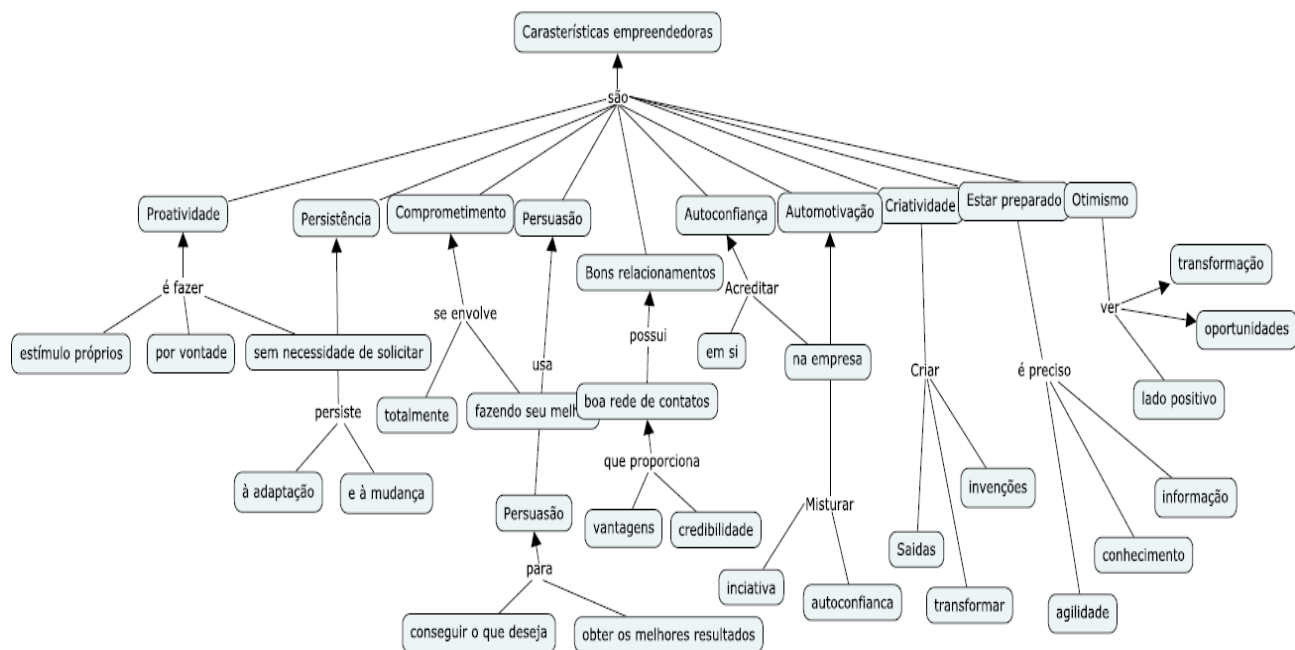 Carasterísticas empreendedoras
são
Proatividade
Persistência
Comprometimento
Persuasão
Autoconfiança
Automotivação
Criatividade
Estar preparado
Otimismo
Bons relacionamentos
transformação
é fazer
Acreditar
ver
se envolve
possui
oportunidades
estímulo próprios
por vontade
sem necessidade de solicitar
usa
em si
na empresa
Criar
é preciso
lado positivo
persiste
totalmente
fazendo seu melh
boa rede de contatos
que proporciona
à adaptação
e à mudança
invenções
informação
Persuasão
vantagens
credibilidade
Misturar
Saidas
conhecimento
para
inciativa
autoconfianca
transformar
agilidade
conseguir o que deseja
obter os melhores resultados